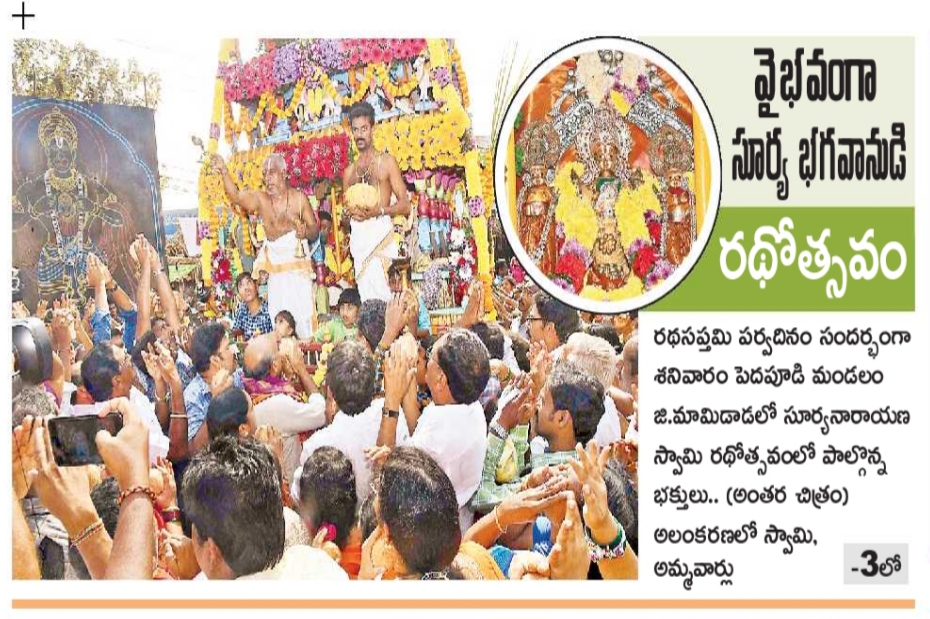 వైభవంగా
సూర్య భగవానుడి
రథోత్సవం
రథసప్తమి పర్వదినం సందర్భంగా
శనివారం పెదపూడి మండలం
జి.మామిడాడలో సూర్యనారాయణ
స్వామి రథోత్సవంలో పాల్గొన్న
భక్తులు.. (అంతర చిత్రం)
అలంకరణలో స్వామి,
అమ్మవార్లు
-3లో